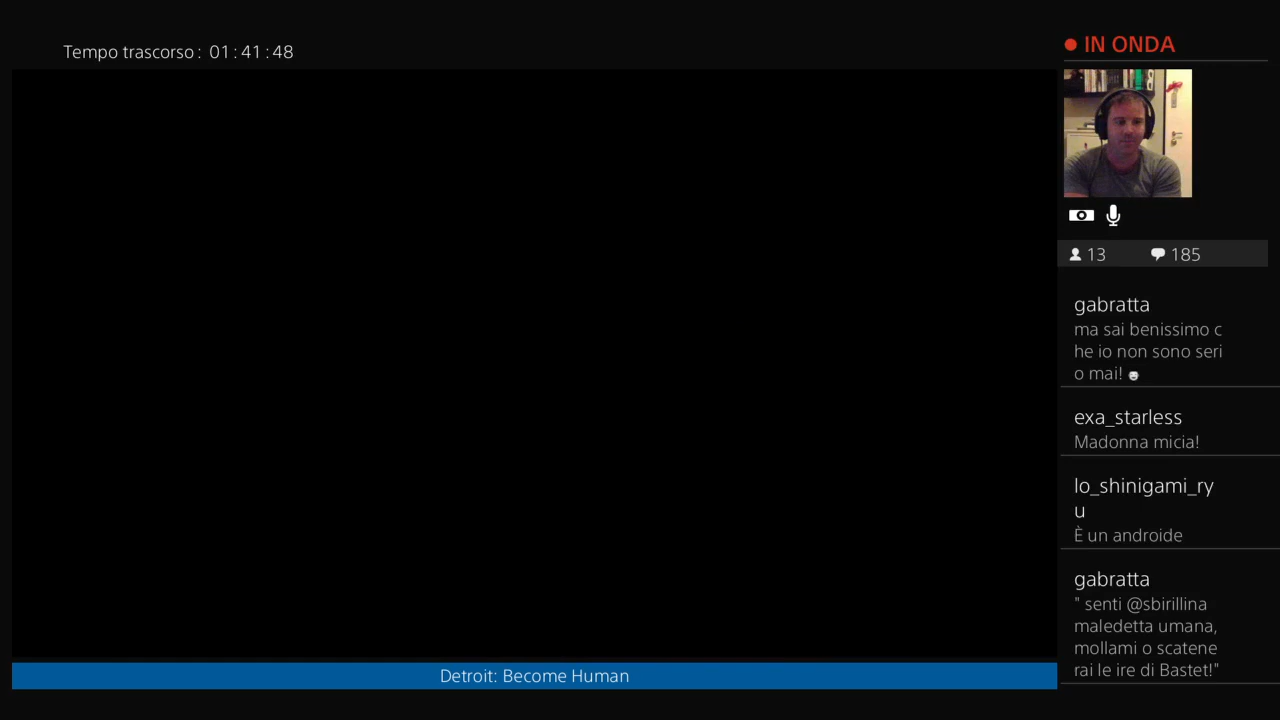 Tempo trascorso: 01:41:48
IN ONDA
13 185
gabratta
ma sai benissimo c
he io non sono seri
o mai!
exa_starless
Madonna micia!
lo_shinigami_ry
u
È un androide
gabratta
" senti @sbirillina
maledetta umana,
mollami o scatene
rai le ire di Bastet!"
Detroit: Become Human